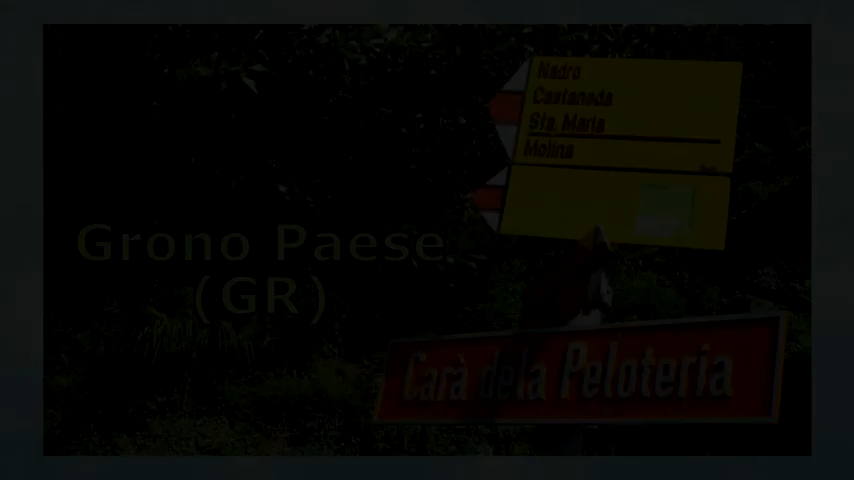 Nadro
Castaneda
Sta. Maria
Molina
Grono Paese
(GR)
Carà dela Peloteria